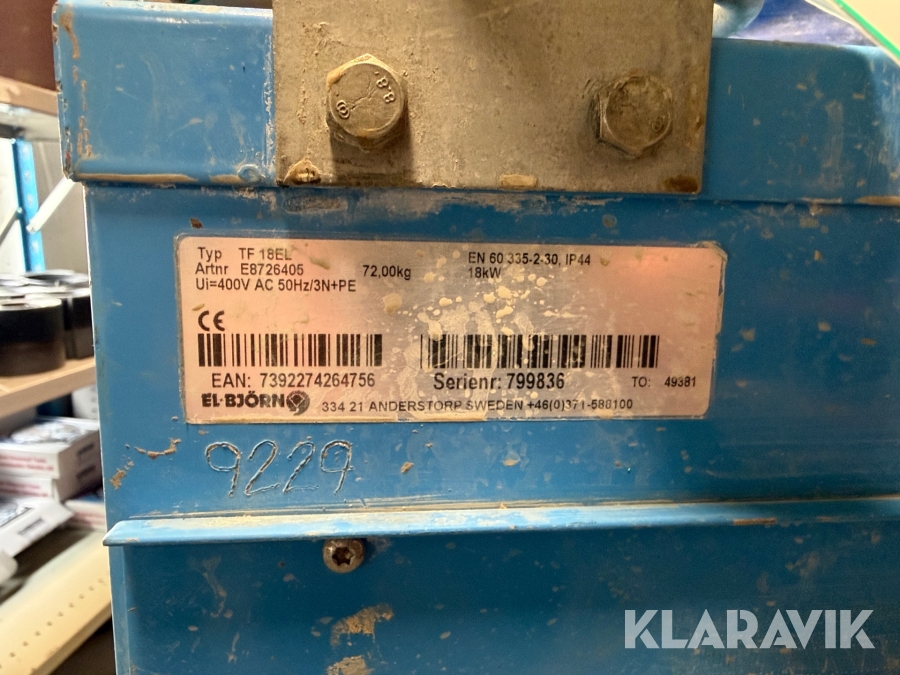 8.8
8
Typ TF 18EL
Artnr E8726405 72,00kg
Ui=400V AC 50Hz/3N+PE
EN 60 335-2-30, IP44
18kW
CE
EAN: 7392274264756
Serienr: 799836
TO: 49381
EL·BJÖRN
334 21 ANDERSTORP SWEDEN +46(0)371-588100
9229
KLARAVIK